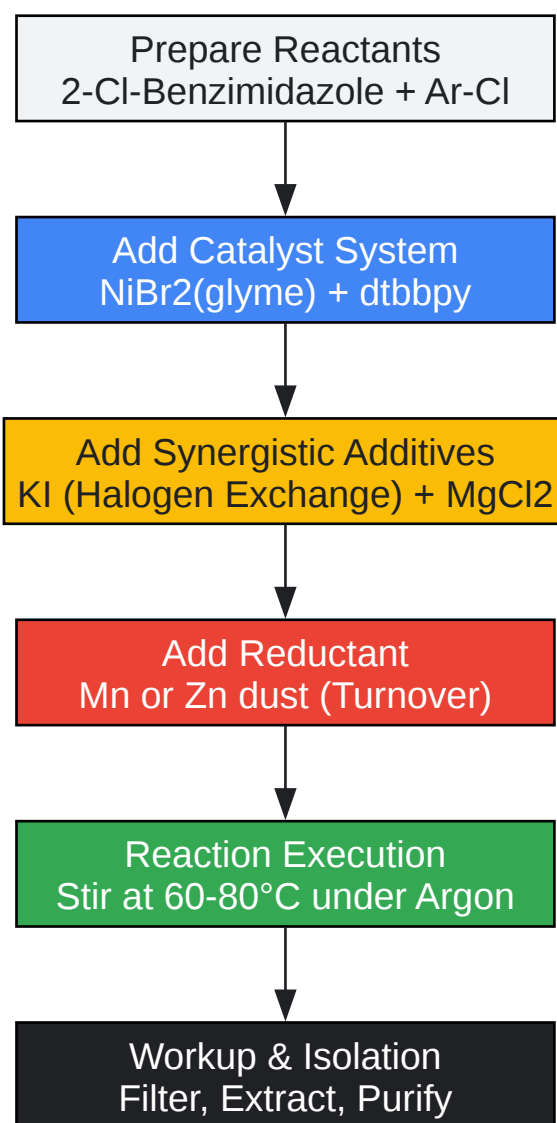 Prepare Reactants
2-Cl-Benzimidazole + Ar-Cl
Add Catalyst System
NiBr2(glyme) + dtbbpy
Add Synergistic Additives
KI (Halogen Exchange) + MgCl2
Add Reductant
Mn or Zn dust (Turnover)
Reaction Execution
Stir at 60-80°C under Argon
Workup & Isolation
Filter, Extract, Purify